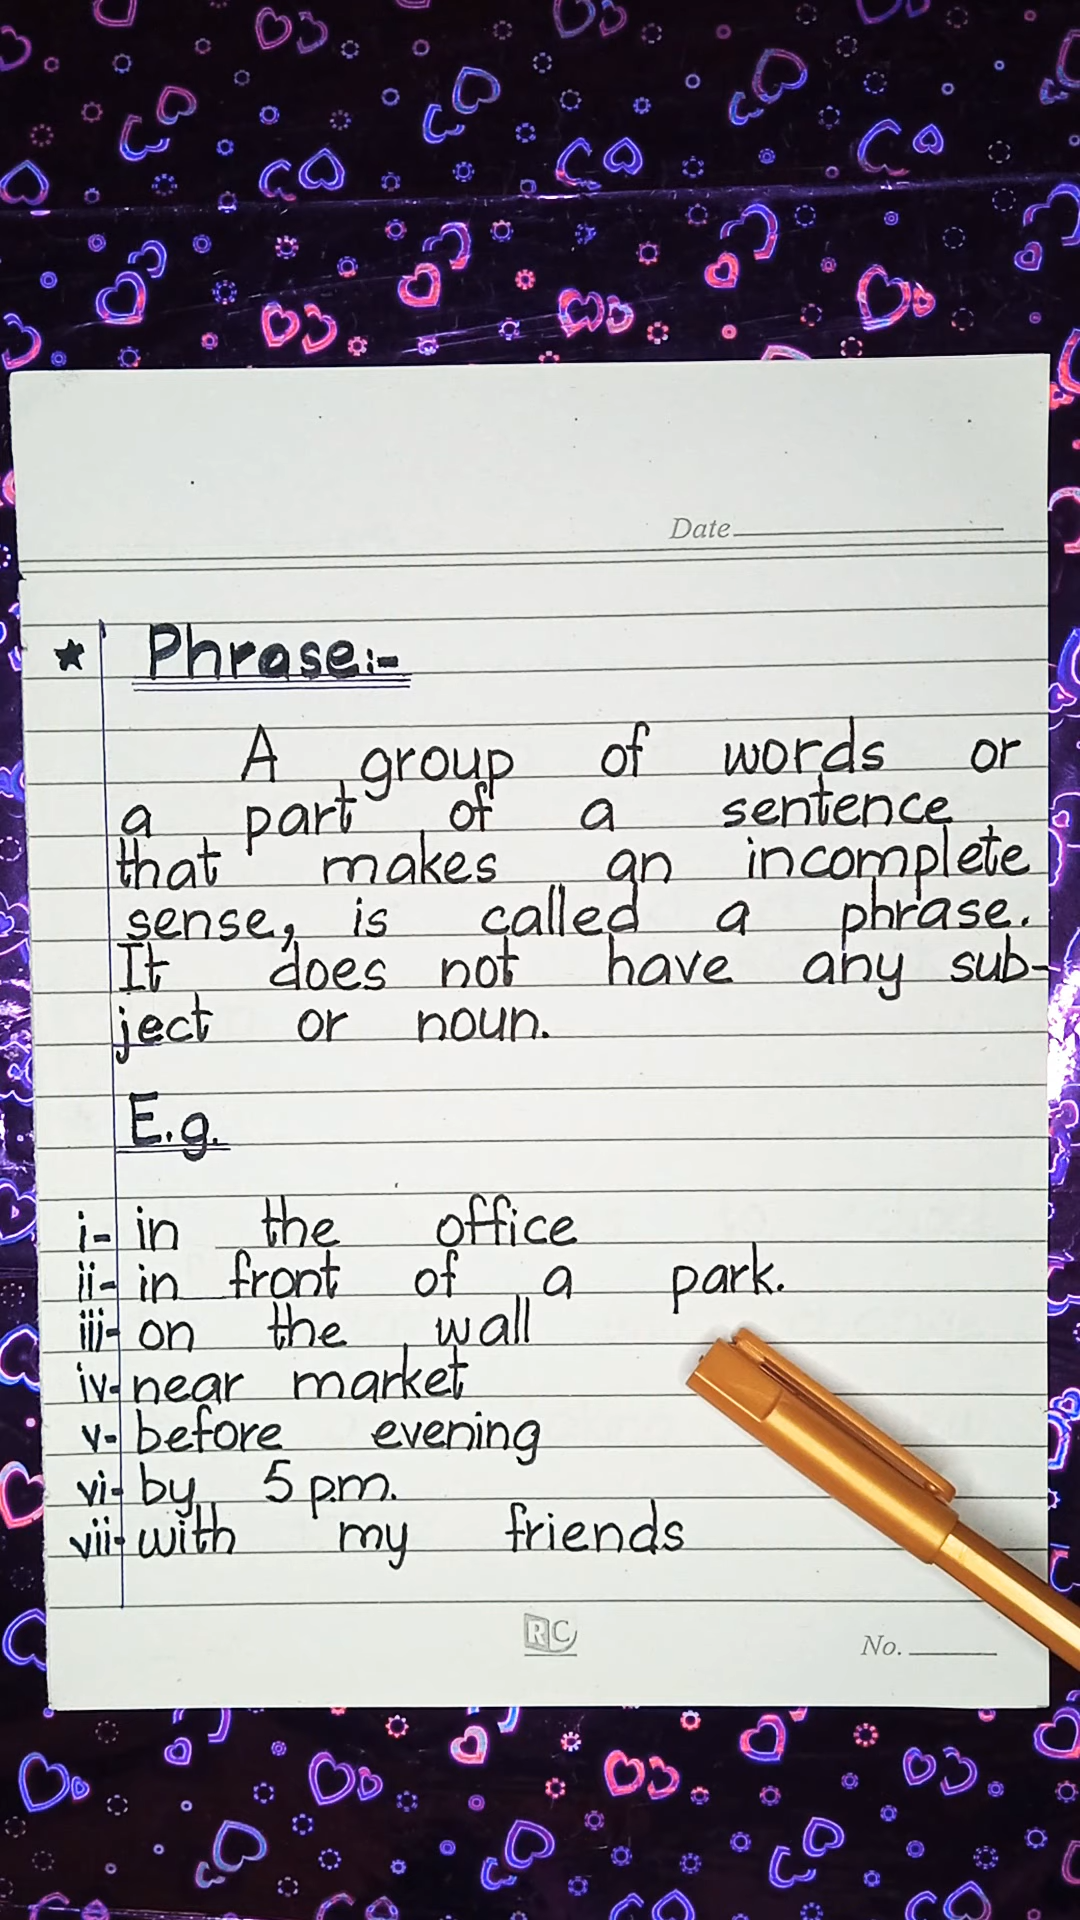 Date
★ Phrase:-
A group of words or
a part of a sentence
that makes an incomplete
sense, is called a phrase.
It does not have any sub-
ject or noun.
E.g.
i- in the office
ii- in front of a park.
iii- on the wall
iv- near market
v- before evening
vi- by 5 p.m.
vii- with my friends
RC
No.